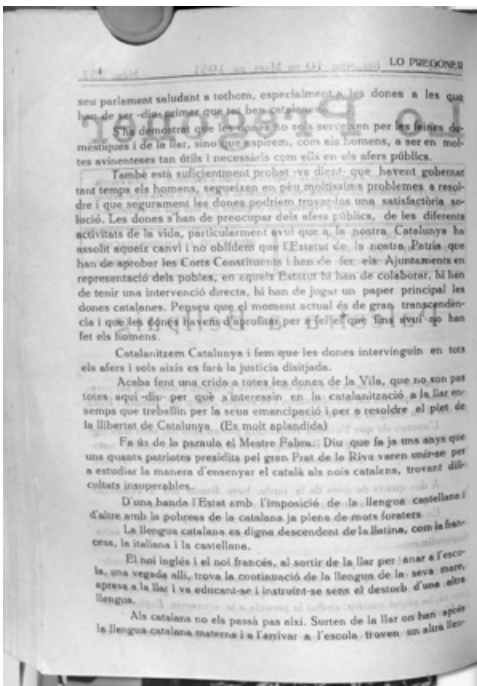 LO PREGONER
seu parlament saludant a tothom, especialment a les dones a les que
han de ser -diu- primer que tot ben catalanes.
S'ha demostrat que les dones no sols serveixen per les feines do-
mèstiques i de la llar, sino que aspirem, com els homens, a ser en mol-
tes avinenteses tan útils i necessaris com ells en els afers públics.
També está suficientment probat -va dient- que havent gobernat
tant temps els homens, segueixen en peu moltissims problemes a resol-
dre i que segurament les dones podriem trovar-los una satisfactòria so-
lució. Les dones s'han de preocupar dels afers públics, de les diferents
activitats de la vida, particularment avui que a la nostra Catalunya ha
assolit aqueix canvi i no oblidem que l'Estatut de la nostra Patria que
han de aprobar les Corts Constituents i han de fer els Ajuntaments en
representació dels pobles, en aqueix Estatut hi han de colaborar, hi han
de tenir una intervenció directa, hi han de jugar un paper principal les
dones catalanes. Penseu que el moment actual és de gran transcendèn-
cia i que les dones havens d'aprofitar per a fer el que fins avui no han
fet els homens.
Catalanitzem Catalunya i fem que les dones intervinguin en tots
els afers i sols aixis es farà la justicia disitjada.
Acaba fent una crida a totes les dones de la Vila, que no son pas
totes aqui -diu- per què s'interessin en la catalanització a la llar en-
semps que treballin per la seua emancipació i per a resoldre el plet de
la llibertat de Catalunya. (Es molt aplandida)
Fa ús de la paraula el Mestre Fabra. Diu que fa ja uns anys que
uns quants patriotes presidits pel gran Prat de la Riva varen unir-se per
a estudiar la manera d'ensenyar el català als nois catalans, trovant difi-
cultats insuperables.
D'una banda l'Estat amb l'imposició de la llengua castellana i
d'altre amb la pobresa de la catalana ja plena de mots foraters.
La llengua catalana es digna descendent de la llatina, com la fran-
cesa, la italiana i la castellana.
El noi inglés i el noi francés, al sortir de la llar per anar a l'esco-
la, una vegada alli, trova la continuació de la llengun de la seva mare,
apresa a la llar i va educant-se i instruint-se sens el destorb d'una altra
llengua.
Als catalans no els passà pas aixi. Surten de la llar on han aprés
la llengua catalana materna i a l'arrivar a l'escola troven un altra llen-